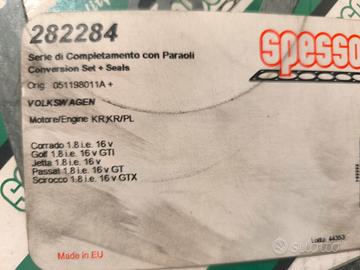 282284
spesso
Serie di Completamento con Paraoli
Conversion Set + Seals
Orig. 051198011A +
VOLKSWAGEN
Motore/Engine KR,KR/PL
Corrado 1.8 i.e. 16 v
Golf 1.8 i.e. 16 v GTI
Jetta 1.8 i.e. 16 v
Passat 1.8 i.e. 16 v GT
Scirocco 1.8 i.e. 16 v GTX
Made in EU
subito